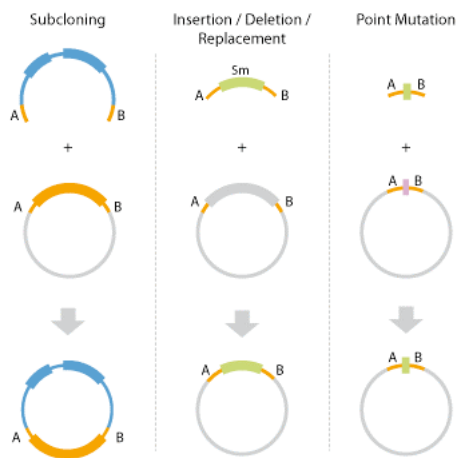 Subcloning
Insertion / Deletion /
Replacement
Point Mutation
A
B
Sm
A
B
A B
+
+
+
A
B
A
B
A B
A
B
A
B
A B